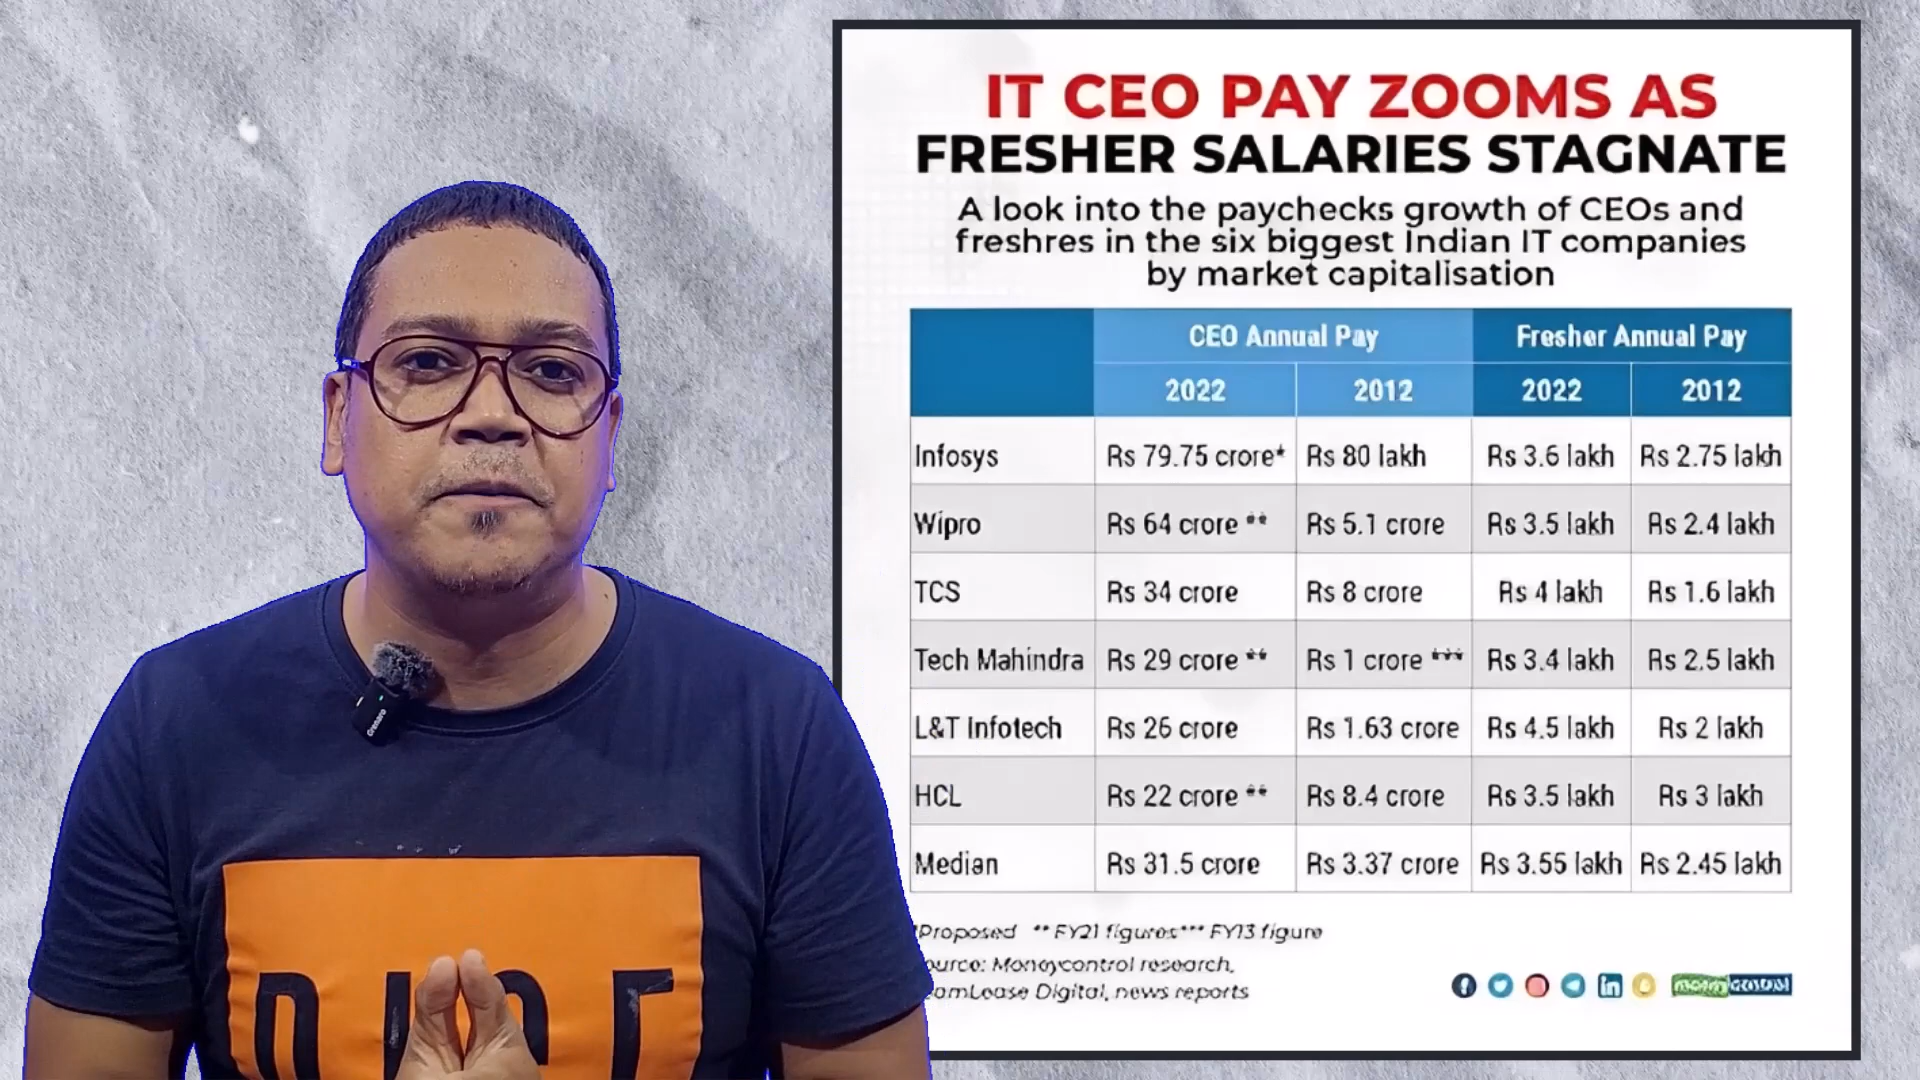 IT CEO PAY ZOOMS AS
FRESHER SALARIES STAGNATE
A look into the paychecks growth of CEOs and
freshres in the six biggest Indian IT companies
by market capitalisation
CEO Annual Pay Fresher Annual Pay
2022 2012 2022 2012
Infosys Rs 79.75 crore* Rs 80 lakh Rs 3.6 lakh Rs 2.75 lakh
Wipro Rs 64 crore ** Rs 5.1 crore Rs 3.5 lakh Rs 2.4 lakh
TCS Rs 34 crore Rs 8 crore Rs 4 lakh Rs 1.6 lakh
Tech Mahindra Rs 29 crore ** Rs 1 crore *** Rs 3.4 lakh Rs 2.5 lakh
L&T Infotech Rs 26 crore Rs 1.63 crore Rs 4.5 lakh Rs 2 lakh
HCL Rs 22 crore ** Rs 8.4 crore Rs 3.5 lakh Rs 3 lakh
Median Rs 31.5 crore Rs 3.37 crore Rs 3.55 lakh Rs 2.45 lakh
Proposed ** FY21 figures*** FY13 figure
ource: Moneycontrol research,
amLease Digital, news reports
moneycontrol